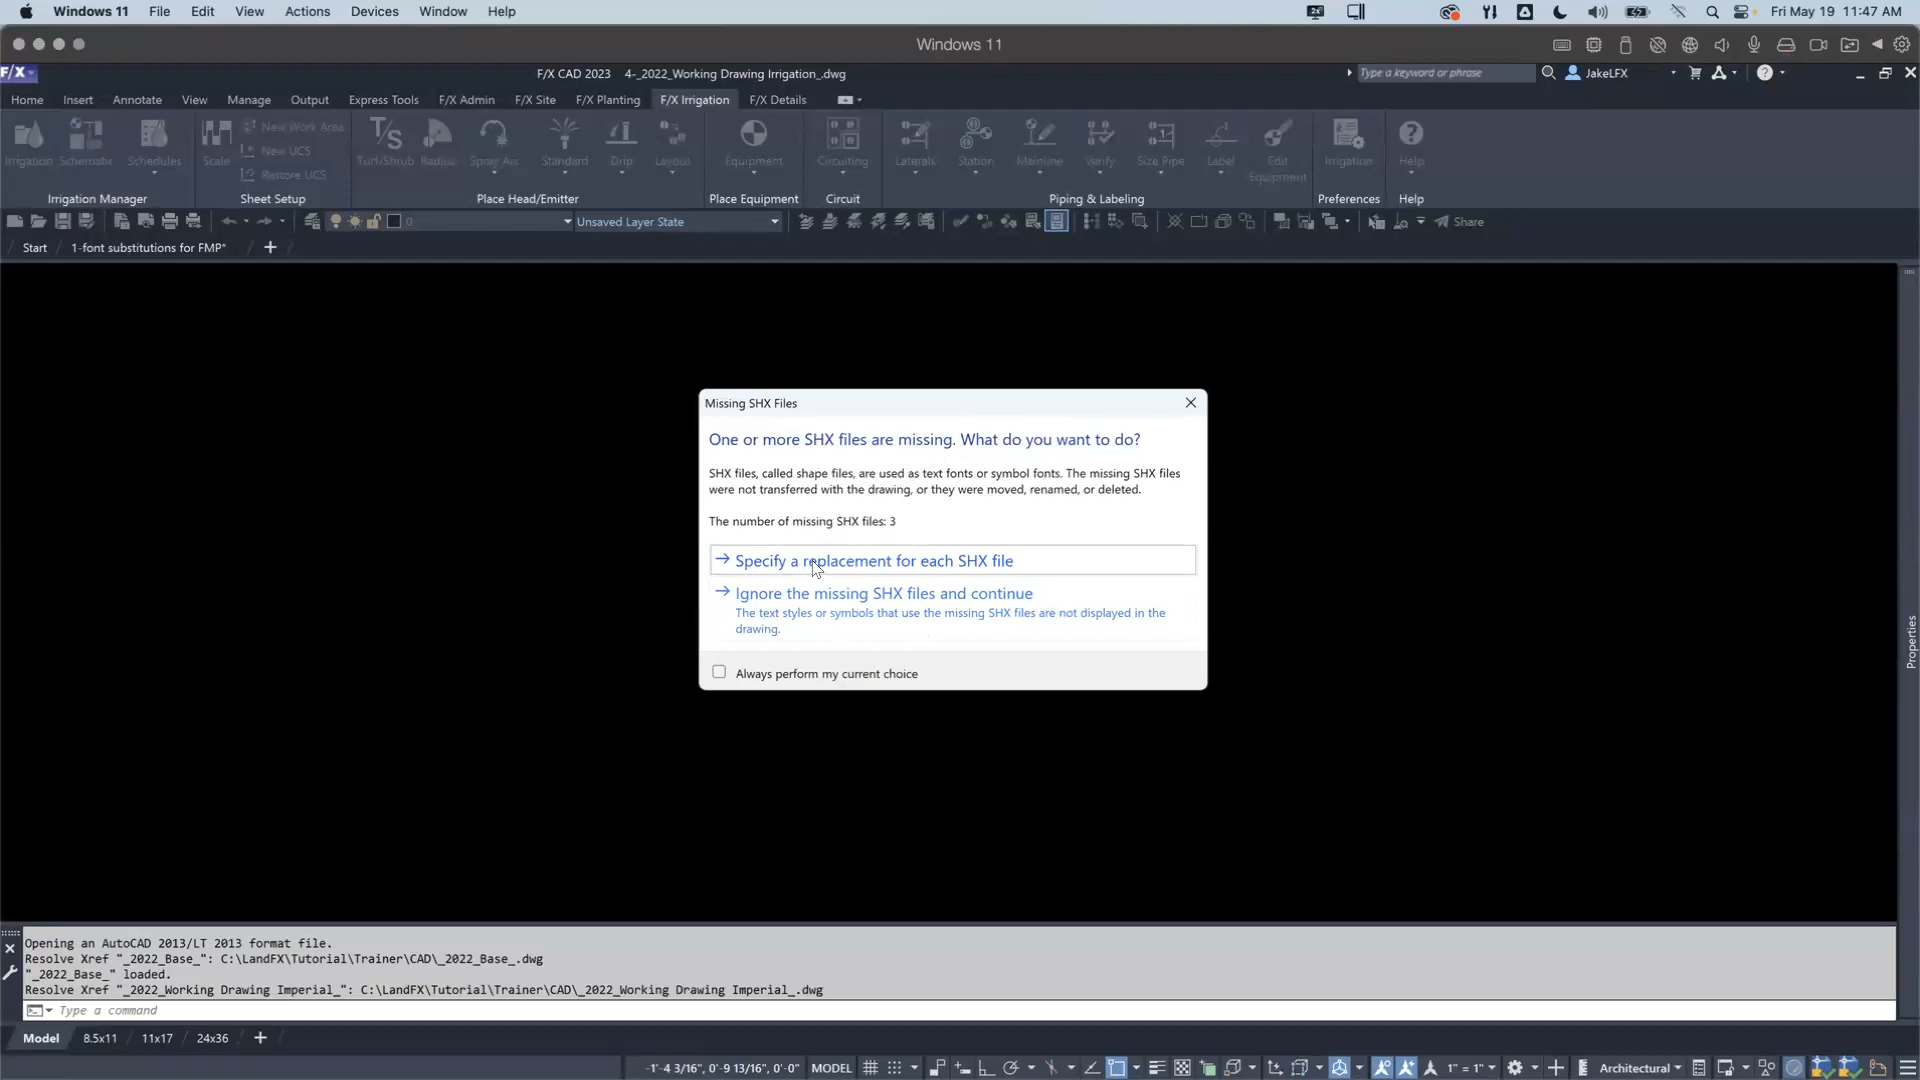 Windows 11 File Edit View Actions Devices Window Help Fri May 19 11:47 AM
Windows 11
F/X F/X CAD 2023 4-_2022_Working Drawing Irrigation_.dwg Type a keyword or phrase JakeLFX
Home Insert Annotate View Manage Output Express Tools F/X Admin F/X Site F/X Planting F/X Irrigation F/X Details
New Work Area
New UCS
Restore UCS
Irrigation Schematic Schedules Scale Turf/Shrub Radius Spray Arc Standard Drip Layout Equipment Circuiting Laterals Station Mainline Verify Size Pipe Label Edit Equipment Irrigation Help
Irrigation Manager Sheet Setup Place Head/Emitter Place Equipment Circuit Piping & Labeling Preferences Help
0 Unsaved Layer State Share
Start 1-font substitutions for FMP*
Missing SHX Files
One or more SHX files are missing. What do you want to do?
SHX files, called shape files, are used as text fonts or symbol fonts. The missing SHX files
were not transferred with the drawing, or they were moved, renamed, or deleted.
The number of missing SHX files: 3
Specify a replacement for each SHX file
Ignore the missing SHX files and continue
The text styles or symbols that use the missing SHX files are not displayed in the
drawing.
Always perform my current choice
Properties
Opening an AutoCAD 2013/LT 2013 format file.
Resolve Xref "_2022_Base_": C:\LandFX\Tutorial\Trainer\CAD\_2022_Base_.dwg
"_2022_Base_" loaded.
Resolve Xref "_2022_Working Drawing Imperial_": C:\LandFX\Tutorial\Trainer\CAD\_2022_Working Drawing Imperial_.dwg
Type a command
Model 8.5x11 11x17 24x36
-1'-4 3/16", 0'-9 13/16", 0'-0" MODEL 1" = 1" Architectural